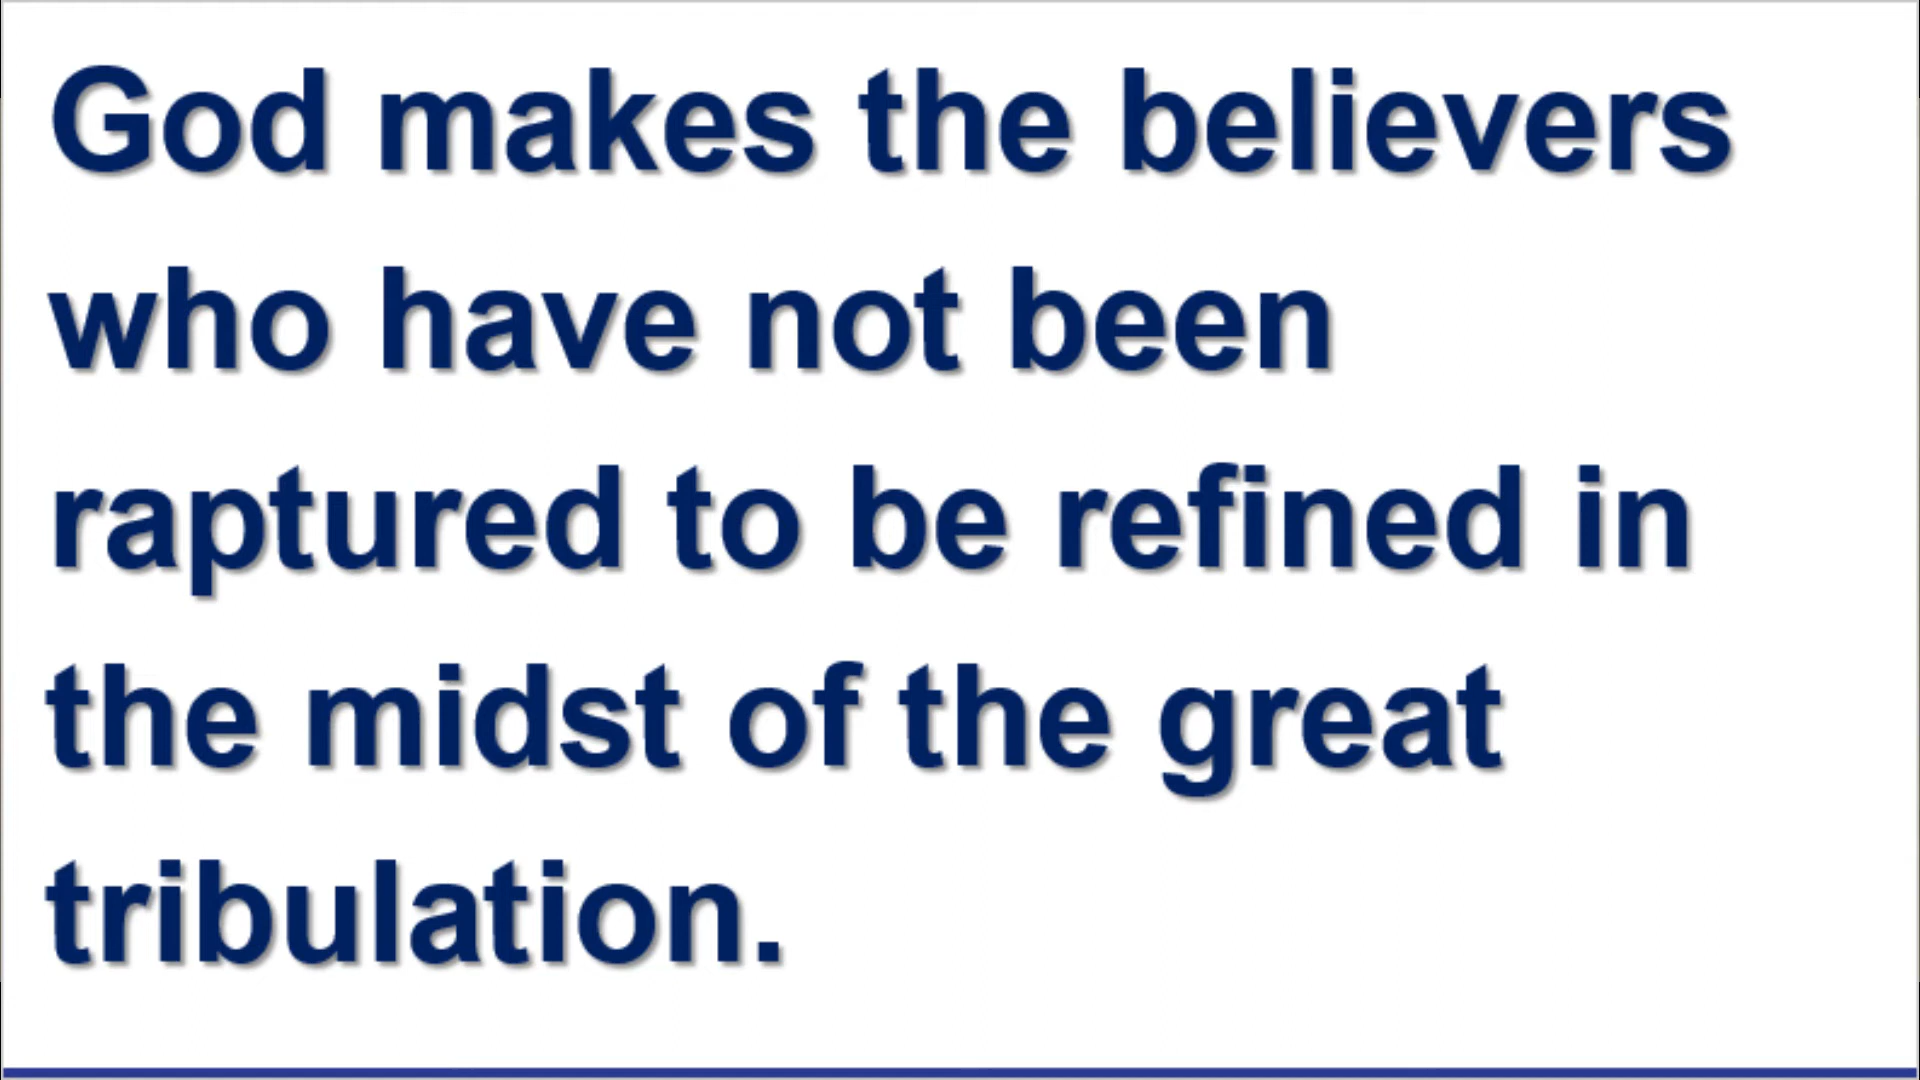 God makes the believers
who have not been
raptured to be refined in
the midst of the great
tribulation.